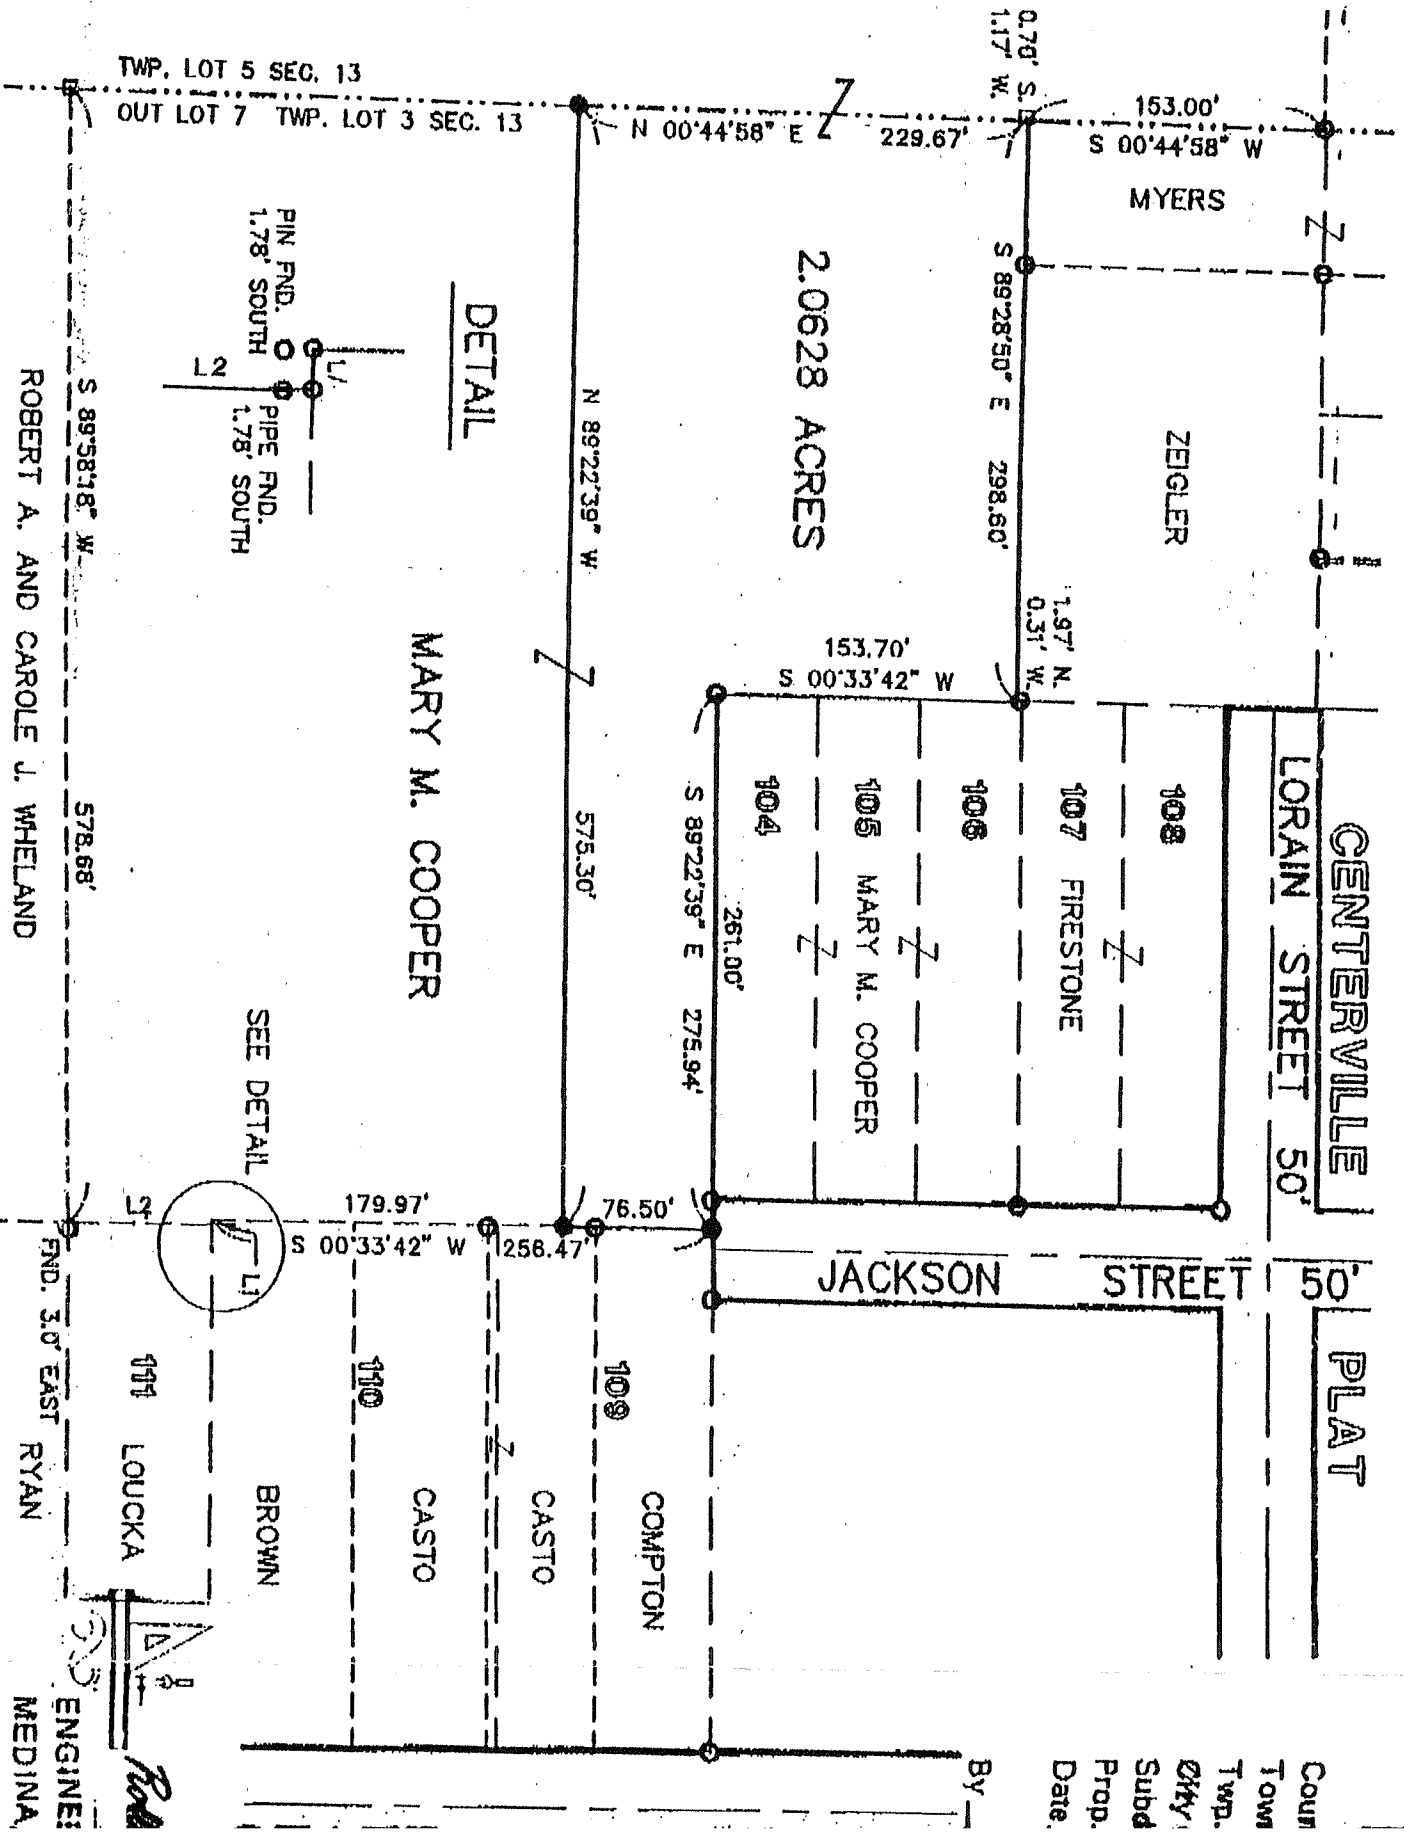 0.70' S.
1.17' W.
TWP. LOT 5 SEC. 13
OUT LOT 7 TWP. LOT 3 SEC. 13
N 00°44'58" E
229.67'
153.00'
S 00°44'58" W
MYERS
ZEIGLER
S 89°28'50" E 298.60'
1.97' N.
0.31' W.
2.0628 ACRES
153.70'
S 00°33'42" W
N 89°22'39" W 575.30'
DETAIL
PIN FND.
1.78' SOUTH
L1
L2
PIPE FND.
1.78' SOUTH
MARY M. COOPER
S 89°58'18" W 578.68'
ROBERT A. AND CAROLE J. WHELAND
CENTERVILLE PLAT
LORAIN STREET 50'
108
107 FIRESTONE
106
105 MARY M. COOPER
104
261.00'
S 89°22'39" E 275.94'
JACKSON STREET 50'
SEE DETAIL
L2
L1
179.97'
S 00°33'42" W
256.47'
76.50'
109
110
111 LOUCKA
COMPTON
CASTO
CASTO
BROWN
FND. 3.0' EAST
RYAN
Coun
Town
Twp.
City
Subd
Prop.
Date
By
ENGINE
MEDINA,